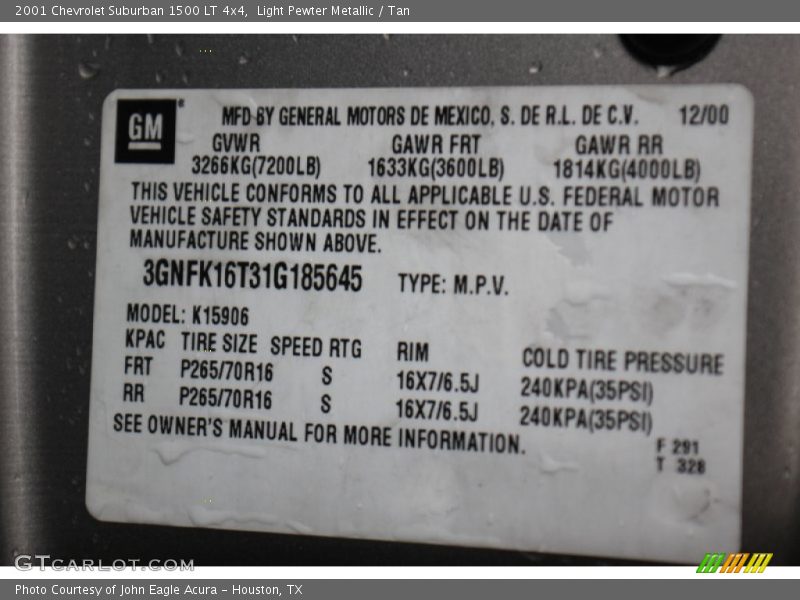 2001 Chevrolet Suburban 1500 LT 4x4, Light Pewter Metallic / Tan
GM®
MFD BY GENERAL MOTORS DE MEXICO, S. DE R.L. DE C.V. 12/00
GVWR GAWR FRT GAWR RR
3266KG(7200LB) 1633KG(3600LB) 1814KG(4000LB)
THIS VEHICLE CONFORMS TO ALL APPLICABLE U.S. FEDERAL MOTOR
VEHICLE SAFETY STANDARDS IN EFFECT ON THE DATE OF
MANUFACTURE SHOWN ABOVE.
3GNFK16T31G185645 TYPE: M.P.V.
MODEL: K15906
KPAC TIRE SIZE SPEED RTG RIM COLD TIRE PRESSURE
FRT P265/70R16 S 16X7/6.5J 240KPA(35PSI)
RR P265/70R16 S 16X7/6.5J 240KPA(35PSI)
SEE OWNER'S MANUAL FOR MORE INFORMATION.
F 291
T 328
GTCARLOT.COM
Photo Courtesy of John Eagle Acura - Houston, TX